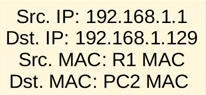 Src. IP: 192.168.1.1
Dst. IP: 192.168.1.129
Src. MAC: R1 MAC
Dst. MAC: PC2 MAC